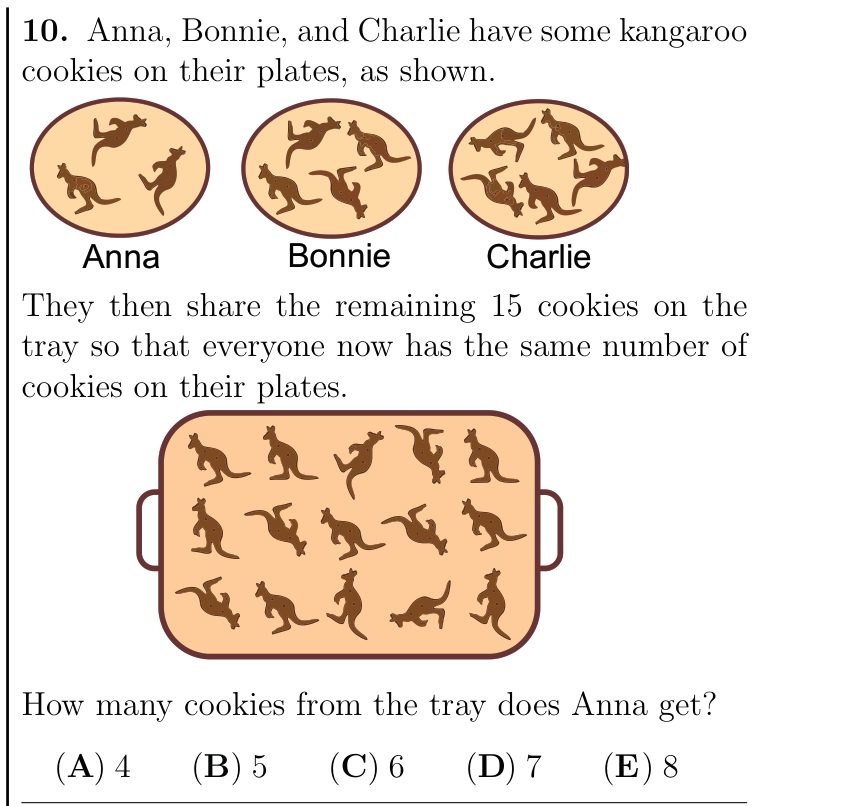 10. Anna, Bonnie, and Charlie have some kangaroo
cookies on their plates, as shown.
Anna Bonnie Charlie
They then share the remaining 15 cookies on the
tray so that everyone now has the same number of
cookies on their plates.
How many cookies from the tray does Anna get?
(A) 4 (B) 5 (C) 6 (D) 7 (E) 8